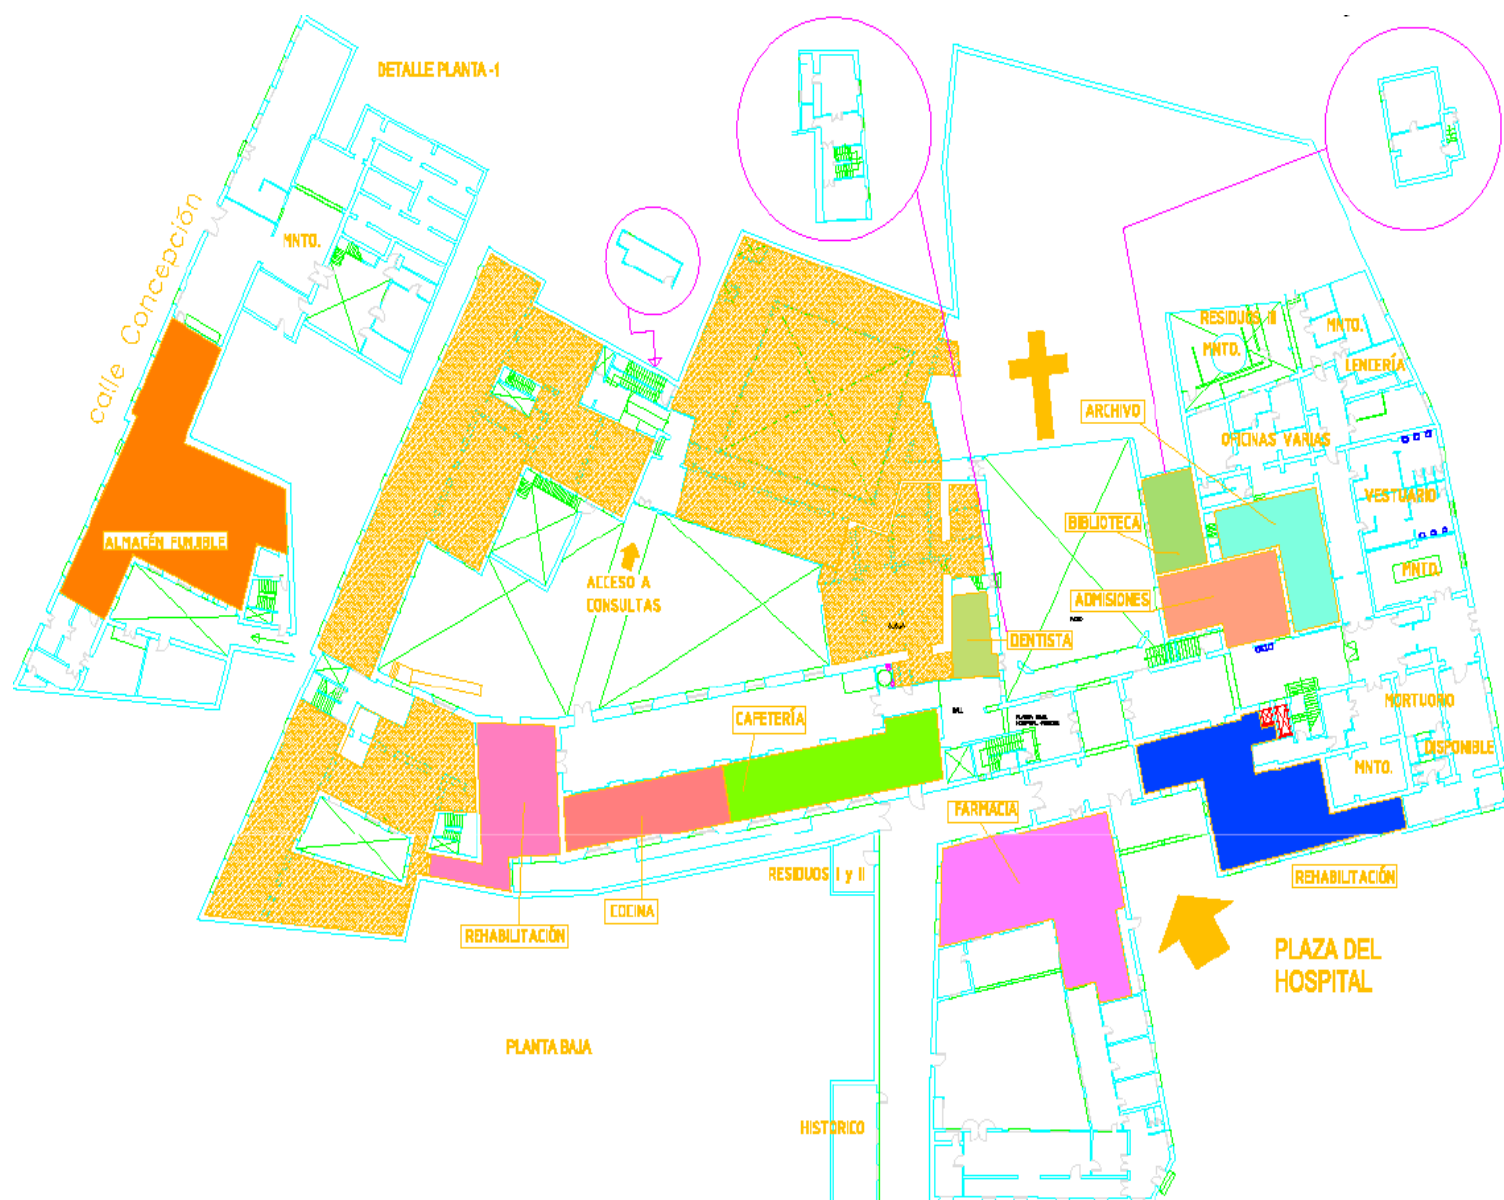 DETALLE PLANTA -1
calle Concepción
MNTO.
RESIDUOS III
MNTO.
MNTO.
LENCERÍA
ARCHIVO
OFICINAS VARIAS
VESTUARIO
BIBLIOTECA
ALMACÉN FUNJIBLE
MNTO.
ACCESO A
CONSULTAS
ADMISIONES
DENTISTA
MORTUORIO
CAFETERÍA
DISPONIBLE
MNTO.
FARMACIA
RESIDUOS I y II
REHABILITACIÓN
COCINA
REHABILITACIÓN
PLAZA DEL
HOSPITAL
PLANTA BAJA
HISTORICO